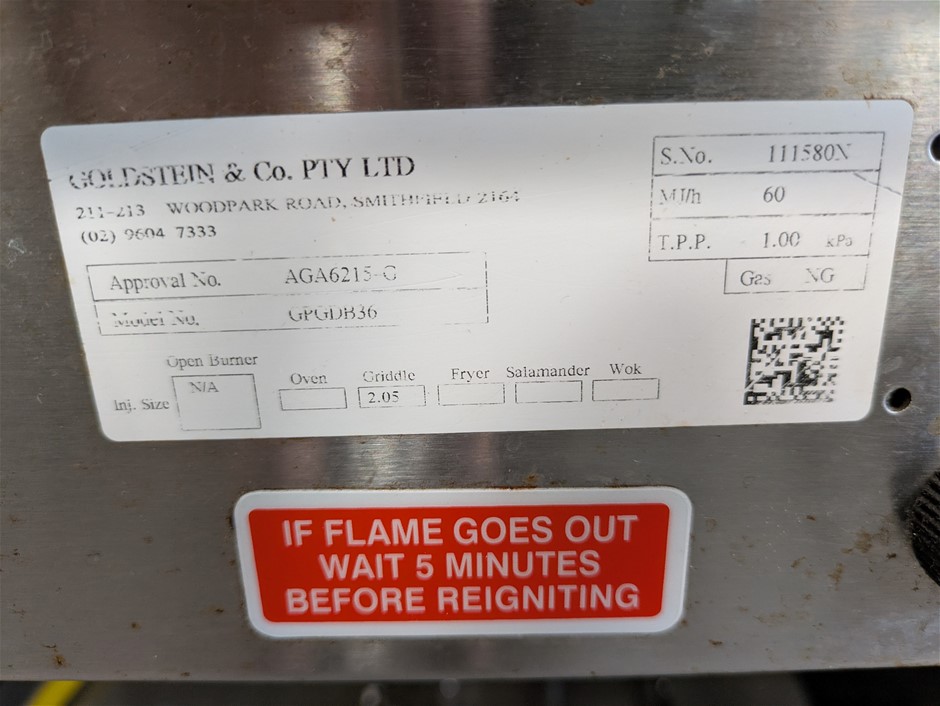 GOLDSTEIN & Co. PTY LTD
211-213 WOODPARK ROAD, SMITHFIELD 2164
(02) 9604 7333
S.No. 111580N
MJ/h 60
T.P.P. 1.00 kPa
Gas NG
Approval No. AGA6215-G
Model No. GPGDB36
Open Burner Oven Griddle Fryer Salamander Wok
Inj. Size N/A 2.05
IF FLAME GOES OUT
WAIT 5 MINUTES
BEFORE REIGNITING